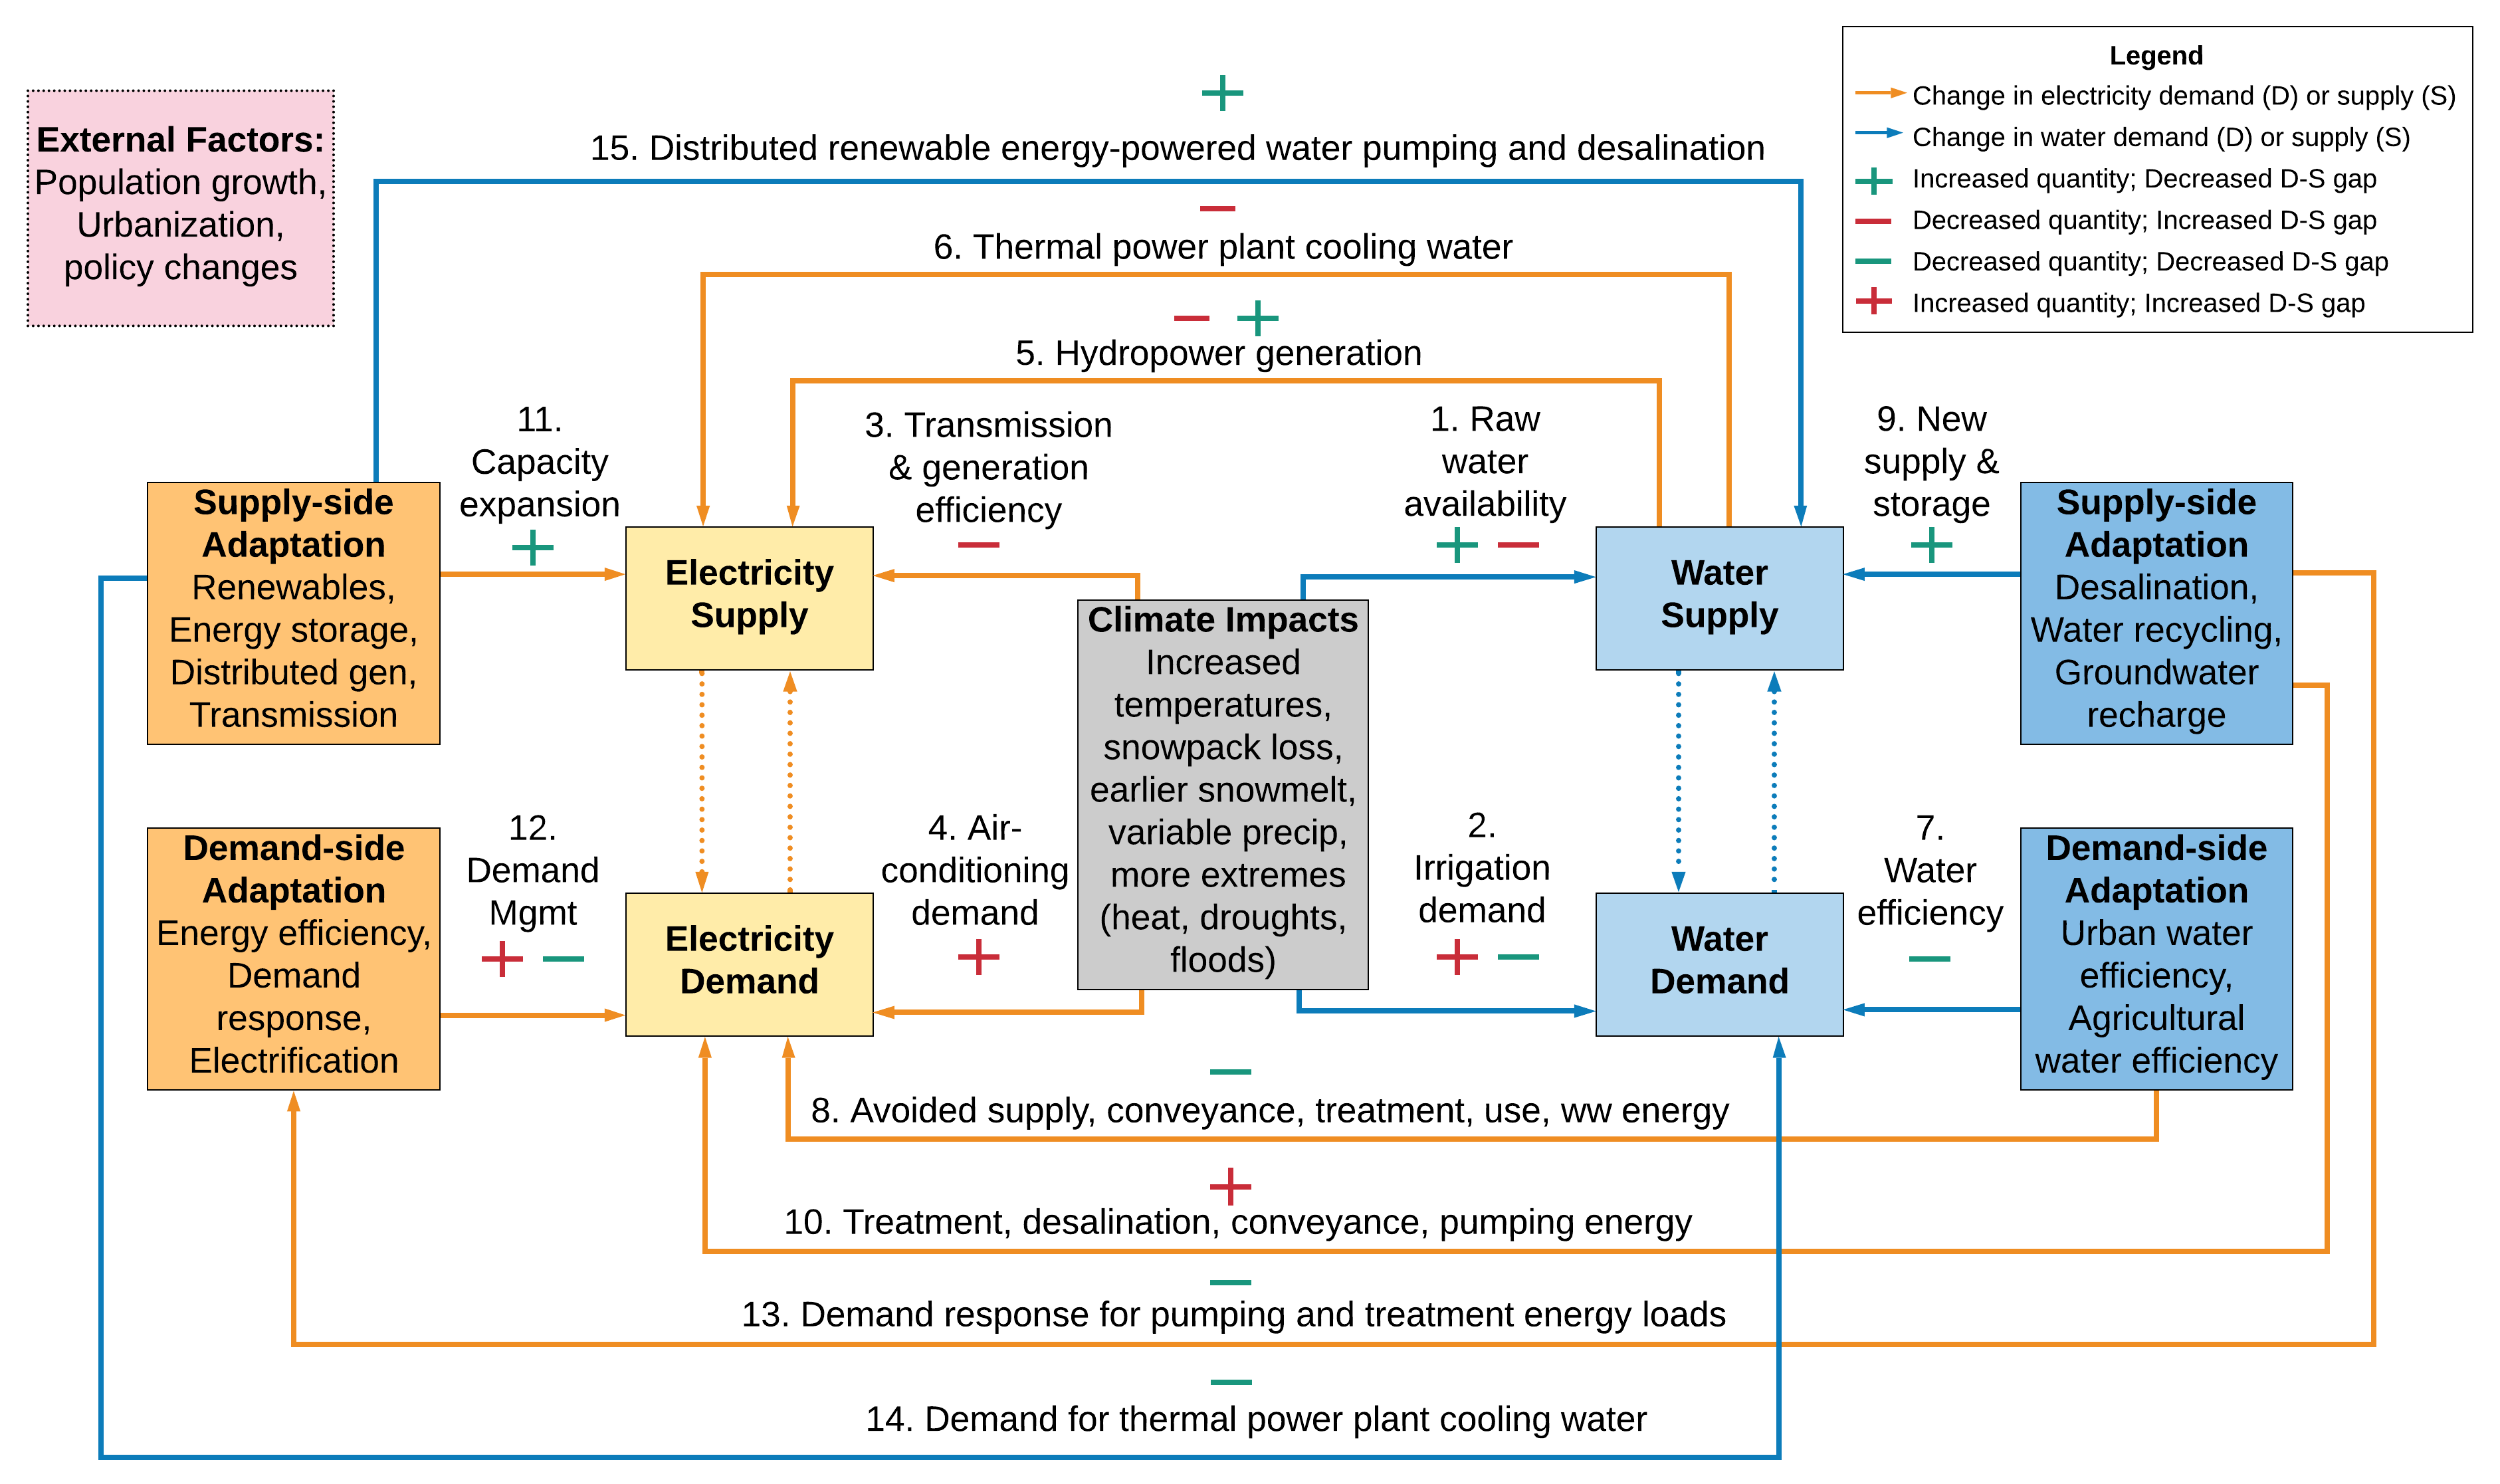 Legend
Change in electricity demand (D) or supply (S)
Change in water demand (D) or supply (S)
Increased quantity; Decreased D-S gap
Decreased quantity; Increased D-S gap
Decreased quantity; Decreased D-S gap
Increased quantity; Increased D-S gap
External Factors:
Population growth,
Urbanization,
policy changes
15. Distributed renewable energy-powered water pumping and desalination
6. Thermal power plant cooling water
5. Hydropower generation
11.
Capacity
expansion
3. Transmission
& generation
efficiency
1. Raw
water
availability
9. New
supply &
storage
Supply-side
Adaptation
Renewables,
Energy storage,
Distributed gen,
Transmission
Electricity
Supply
Climate Impacts
Increased
temperatures,
snowpack loss,
earlier snowmelt,
variable precip,
more extremes
(heat, droughts,
floods)
Water
Supply
Supply-side
Adaptation
Desalination,
Water recycling,
Groundwater
recharge
Demand-side
Adaptation
Energy efficiency,
Demand
response,
Electrification
12.
Demand
Mgmt
Electricity
Demand
4. Air-
conditioning
demand
2.
Irrigation
demand
Water
Demand
7.
Water
efficiency
Demand-side
Adaptation
Urban water
efficiency,
Agricultural
water efficiency
8. Avoided supply, conveyance, treatment, use, ww energy
10. Treatment, desalination, conveyance, pumping energy
13. Demand response for pumping and treatment energy loads
14. Demand for thermal power plant cooling water